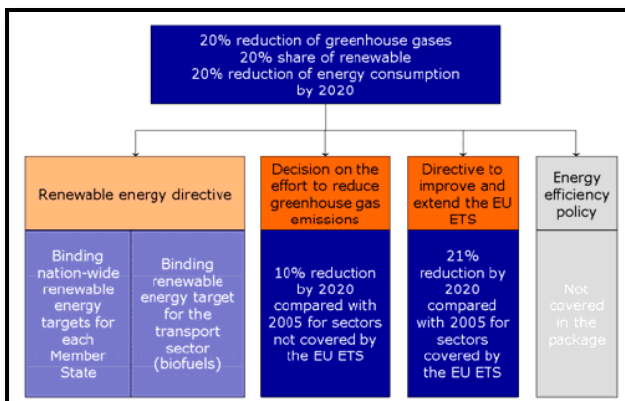 20% reduction of greenhouse gases
20% share of renewable
20% reduction of energy consumption
by 2020
Renewable energy directive
Decision on the
effort to reduce
greenhouse gas
emissions
Directive to
improve and
extend the EU
ETS
Energy
efficiency
policy
Binding
nation-wide
renewable
energy
targets for
each
Member
State
Binding
renewable
energy target
for the
transport
sector
(biofuels)
10% reduction
by 2020
compared with
2005 for sectors
not covered by
the EU ETS
21%
reduction by
2020
compared
with 2005 for
sectors
covered by
the EU ETS
Not
covered
in the
package